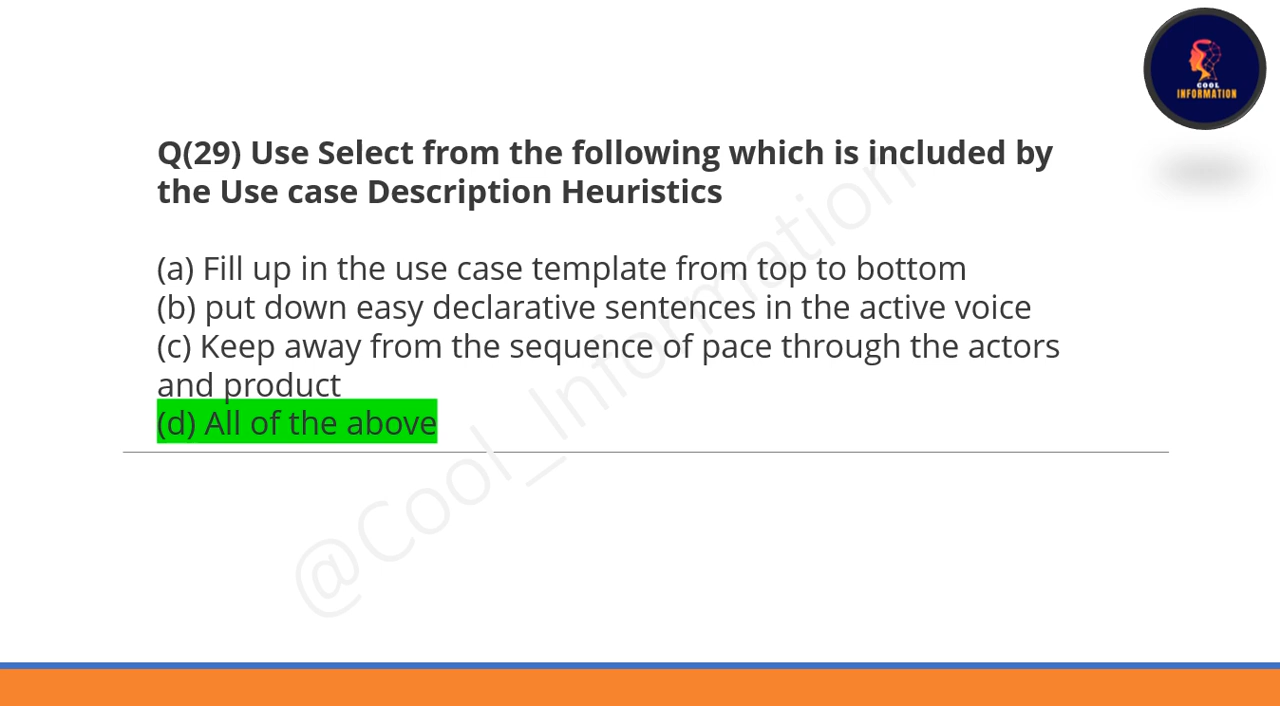 COOL
INFORMATION
Q(29) Use Select from the following which is included by
the Use case Description Heuristics
(a) Fill up in the use case template from top to bottom
(b) put down easy declarative sentences in the active voice
(c) Keep away from the sequence of pace through the actors
and product
(d) All of the above
@Cool_Information